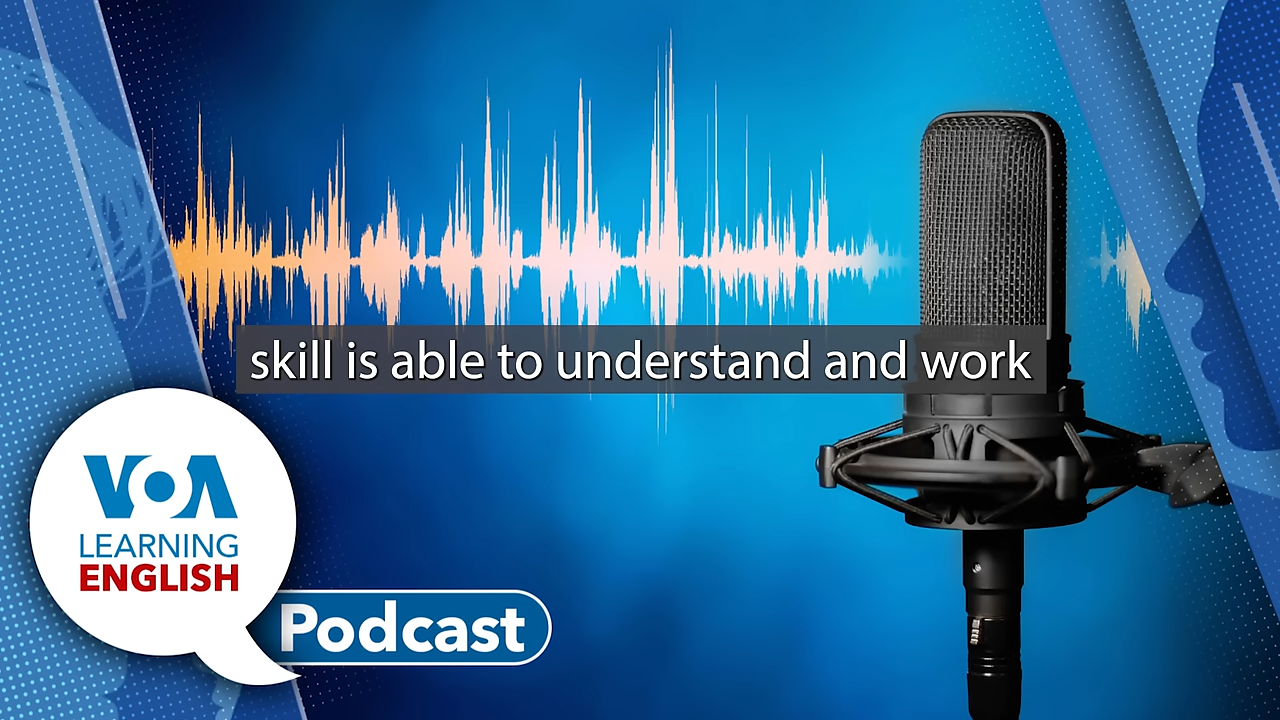 skill is able to understand and work
VOA
LEARNING
ENGLISH
Podcast